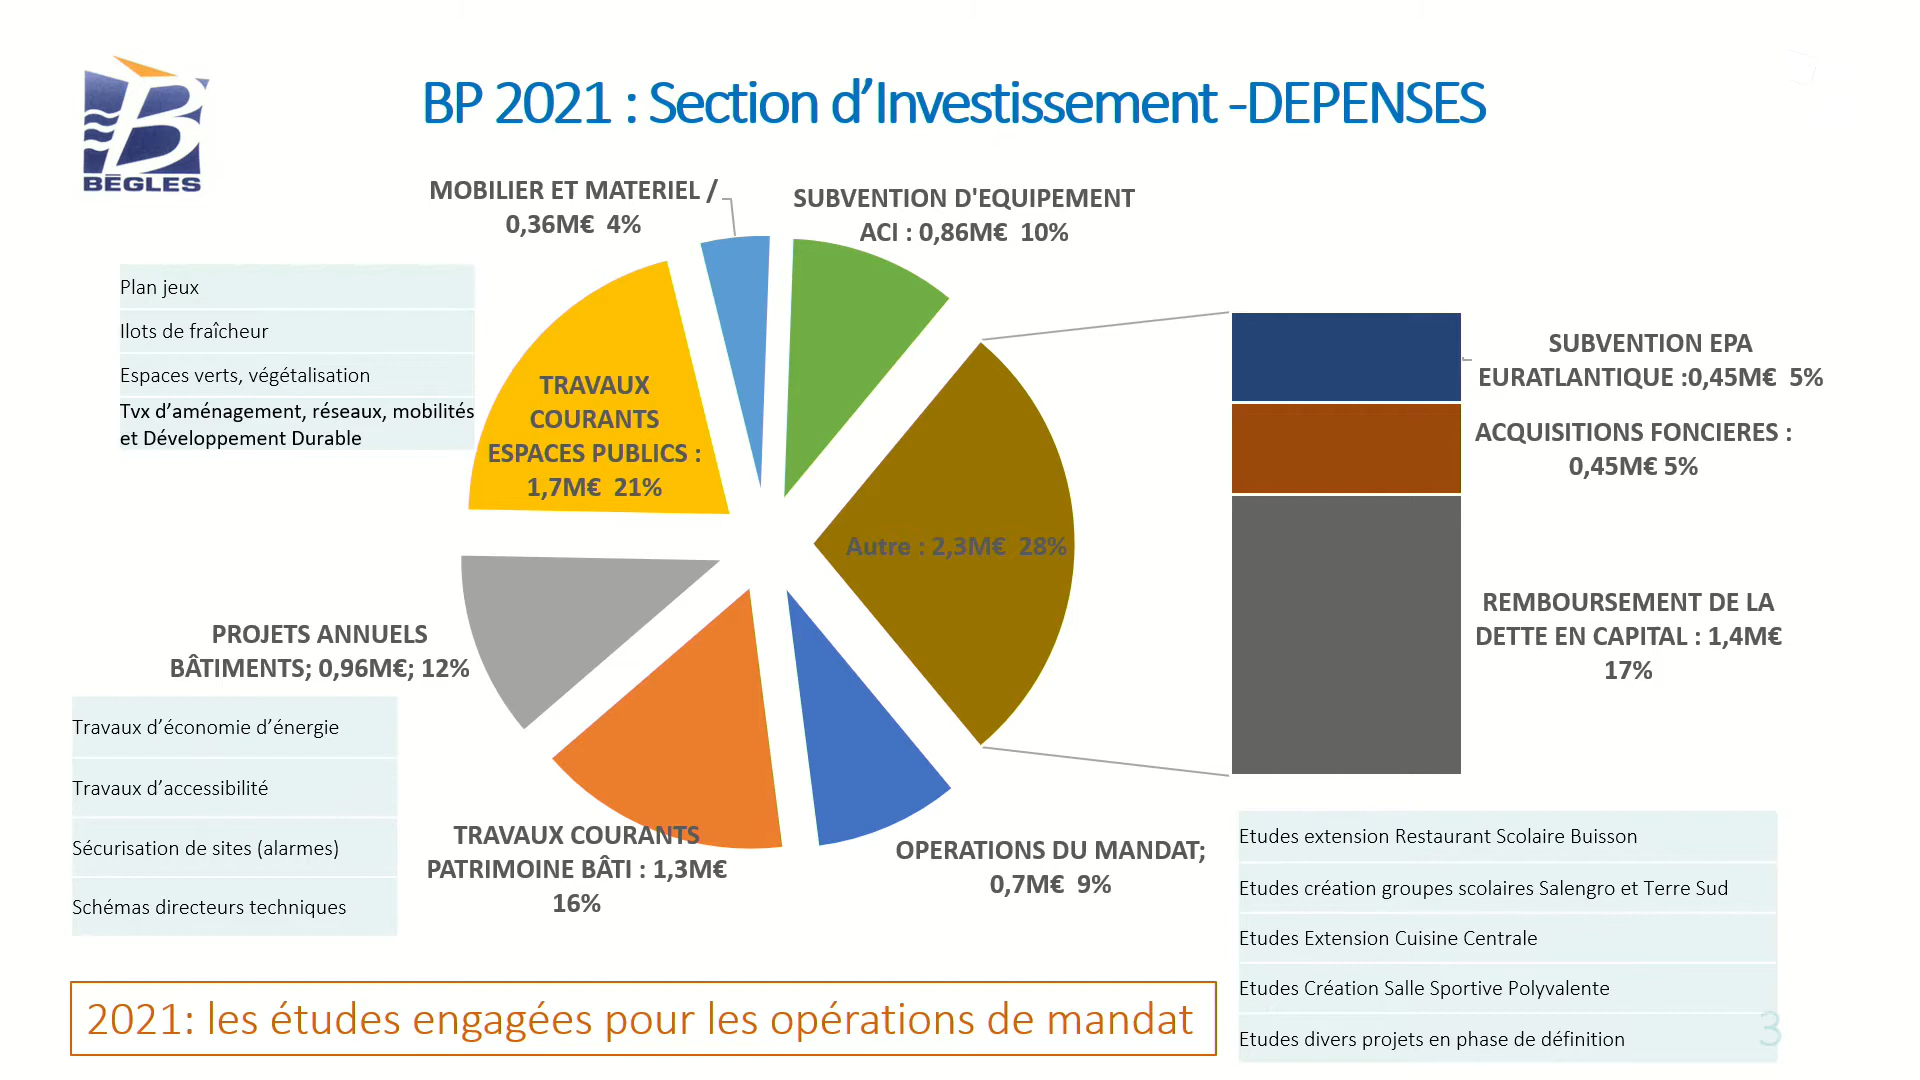 BÈGLES
BP 2021 : Section d’Investissement -DEPENSES
MOBILIER ET MATERIEL /
0,36M€ 4%
SUBVENTION D'EQUIPEMENT
ACI : 0,86M€ 10%
Plan jeux
Ilots de fraîcheur
Espaces verts, végétalisation
Tvx d’aménagement, réseaux, mobilités
et Développement Durable
TRAVAUX
COURANTS
ESPACES PUBLICS :
1,7M€ 21%
SUBVENTION EPA
EURATLANTIQUE :0,45M€ 5%
ACQUISITIONS FONCIERES :
0,45M€ 5%
Autre : 2,3M€ 28%
REMBOURSEMENT DE LA
DETTE EN CAPITAL : 1,4M€
17%
PROJETS ANNUELS
BÂTIMENTS; 0,96M€; 12%
Travaux d’économie d’énergie
Travaux d’accessibilité
Sécurisation de sites (alarmes)
Schémas directeurs techniques
TRAVAUX COURANTS
PATRIMOINE BÂTI : 1,3M€
16%
OPERATIONS DU MANDAT;
0,7M€ 9%
Etudes extension Restaurant Scolaire Buisson
Etudes création groupes scolaires Salengro et Terre Sud
Etudes Extension Cuisine Centrale
Etudes Création Salle Sportive Polyvalente
Etudes divers projets en phase de définition
2021: les études engagées pour les opérations de mandat
3